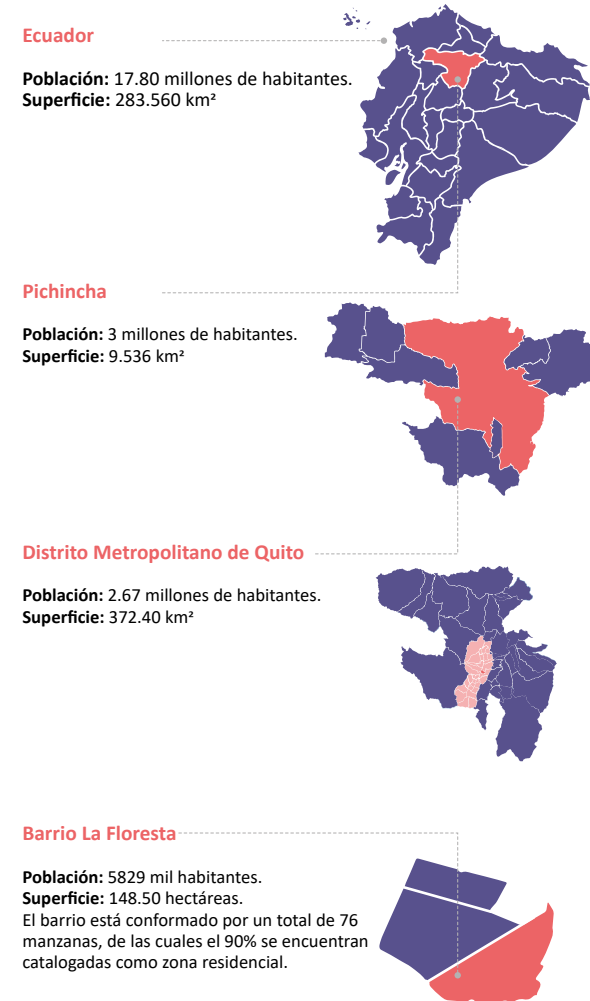 Ecuador
Población: 17.80 millones de habitantes.
Superficie: 283.560 km²
Pichincha
Población: 3 millones de habitantes.
Superficie: 9.536 km²
Distrito Metropolitano de Quito
Población: 2.67 millones de habitantes.
Superficie: 372.40 km²
Barrio La Floresta
Población: 5829 mil habitantes.
Superficie: 148.50 hectáreas.
El barrio está conformado por un total de 76
manzanas, de las cuales el 90% se encuentran
catalogadas como zona residencial.